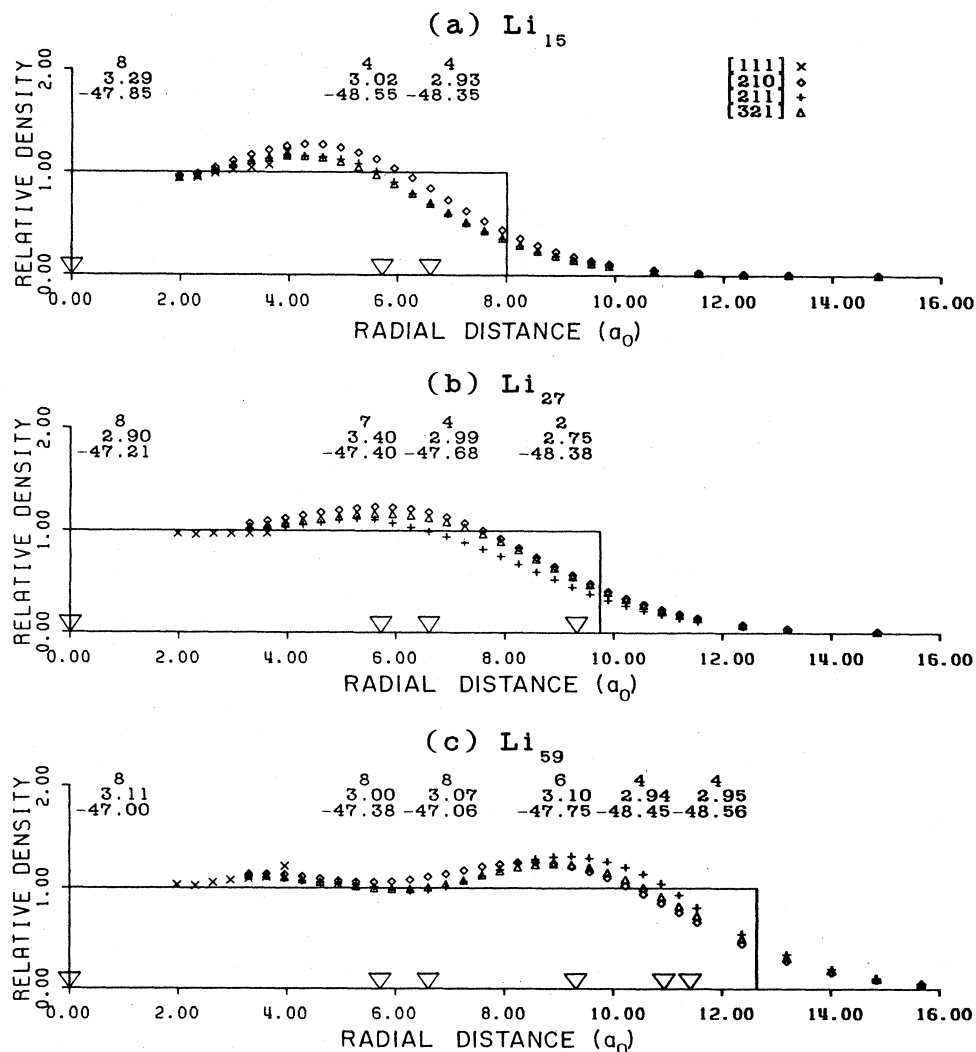 (a) Li15
8 4 4
3.29 3.02 2.93
-47.85 -48.55 -48.35
[111] ×
[210] ◇
[211] +
[321] △
RELATIVE DENSITY
2.00
1.00
0.00
0.00 2.00 4.00 6.00 8.00 10.00 12.00 14.00 16.00
RADIAL DISTANCE (a0)
(b) Li27
8 7 4 2
2.90 3.40 2.99 2.75
-47.21 -47.40 -47.68 -48.38
RELATIVE DENSITY
2.00
1.00
0.00
0.00 2.00 4.00 6.00 8.00 10.00 12.00 14.00 16.00
RADIAL DISTANCE (a0)
(c) Li59
8 8 8 6 4 4
3.11 3.00 3.07 3.10 2.94 2.95
-47.00 -47.38 -47.06 -47.75 -48.45 -48.56
RELATIVE DENSITY
2.00
1.00
0.00
0.00 2.00 4.00 6.00 8.00 10.00 12.00 14.00 16.00
RADIAL DISTANCE (a0)